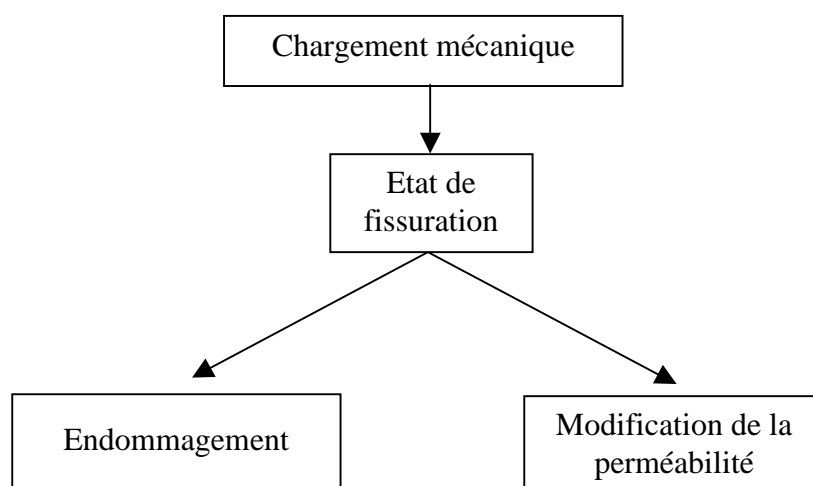 Chargement mécanique
Etat de
fissuration
Endommagement
Modification de la
perméabilité